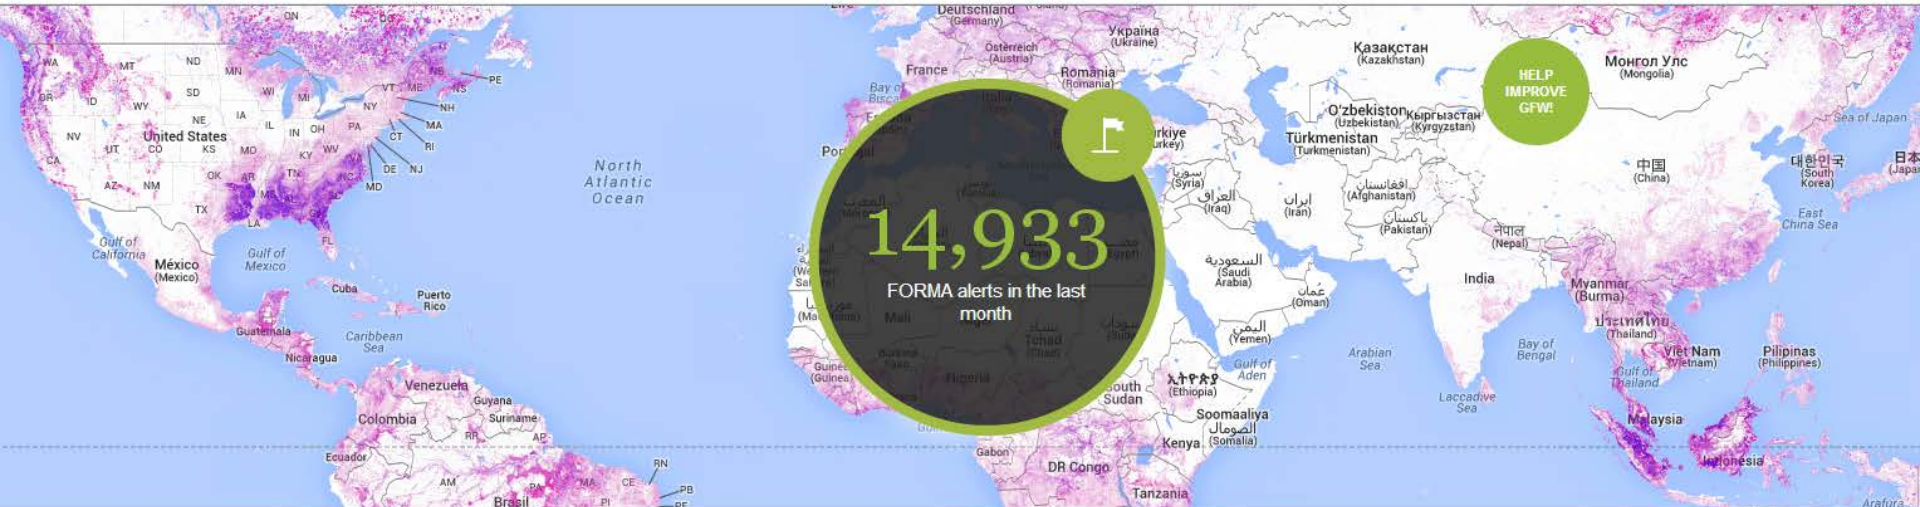 ON
WA
MT
ND
MN
OR
ID
WY
SD
WI
MI
NE
IA
NV
UT
CO
KS
MO
IL
IN
OH
PA
NY
VT
ME
NB
NS
PE
NH
MA
CT
RI
NJ
DE
MD
CA
AZ
NM
OK
AR
TN
KY
WV
VA
NC
TX
LA
FL
United States
Gulf of
California
Gulf of
Mexico
México
(Mexico)
Cuba
Puerto
Rico
Guatemala
Caribbean
Sea
Nicaragua
Venezuela
Guyana
Suriname
Colombia
RR
AP
Ecuador
AM
PA
MA
CE
RN
PB
PI
Brasil
North
Atlantic
Ocean
Deutschland
(Germany)
Україна
(Ukraine)
Österreich
(Austria)
France
Romania
(Romania)
Bay of
14,933
FORMA alerts in the last
month
Mali
Nigeria
Guinée
(Guinea)
South
Sudan
ኢትዮጵያ
(Ethiopia)
Soomaaliya
الصومال
(Somalia)
Kenya
Gabon
DR Congo
Tanzania
Қазақстан
(Kazakhstan)
HELP
IMPROVE
GFW!
Монгол Улс
(Mongolia)
O'zbekiston
(Uzbekistan)
Кыргызстан
(Kyrgyzstan)
Türkmenistan
(Turkmenistan)
سوريا
(Syria)
العراق
(Iraq)
ایران
(Iran)
افغانستان
(Afghanistan)
پاکستان
(Pakistan)
नेपाल
(Nepal)
中国
(China)
대한민국
(South
Korea)
日本
Sea of Japan
East
China Sea
السعودية
(Saudi
Arabia)
عُمان
(Oman)
اليمن
(Yemen)
Gulf of
Aden
Arabian
Sea
India
Bay of
Bengal
Laccadive
Sea
Myanmar
(Burma)
ประเทศไทย
(Thailand)
Việt Nam
(Vietnam)
Gulf of
Thailand
Pilipinas
(Philippines)
Malaysia
Indonesia